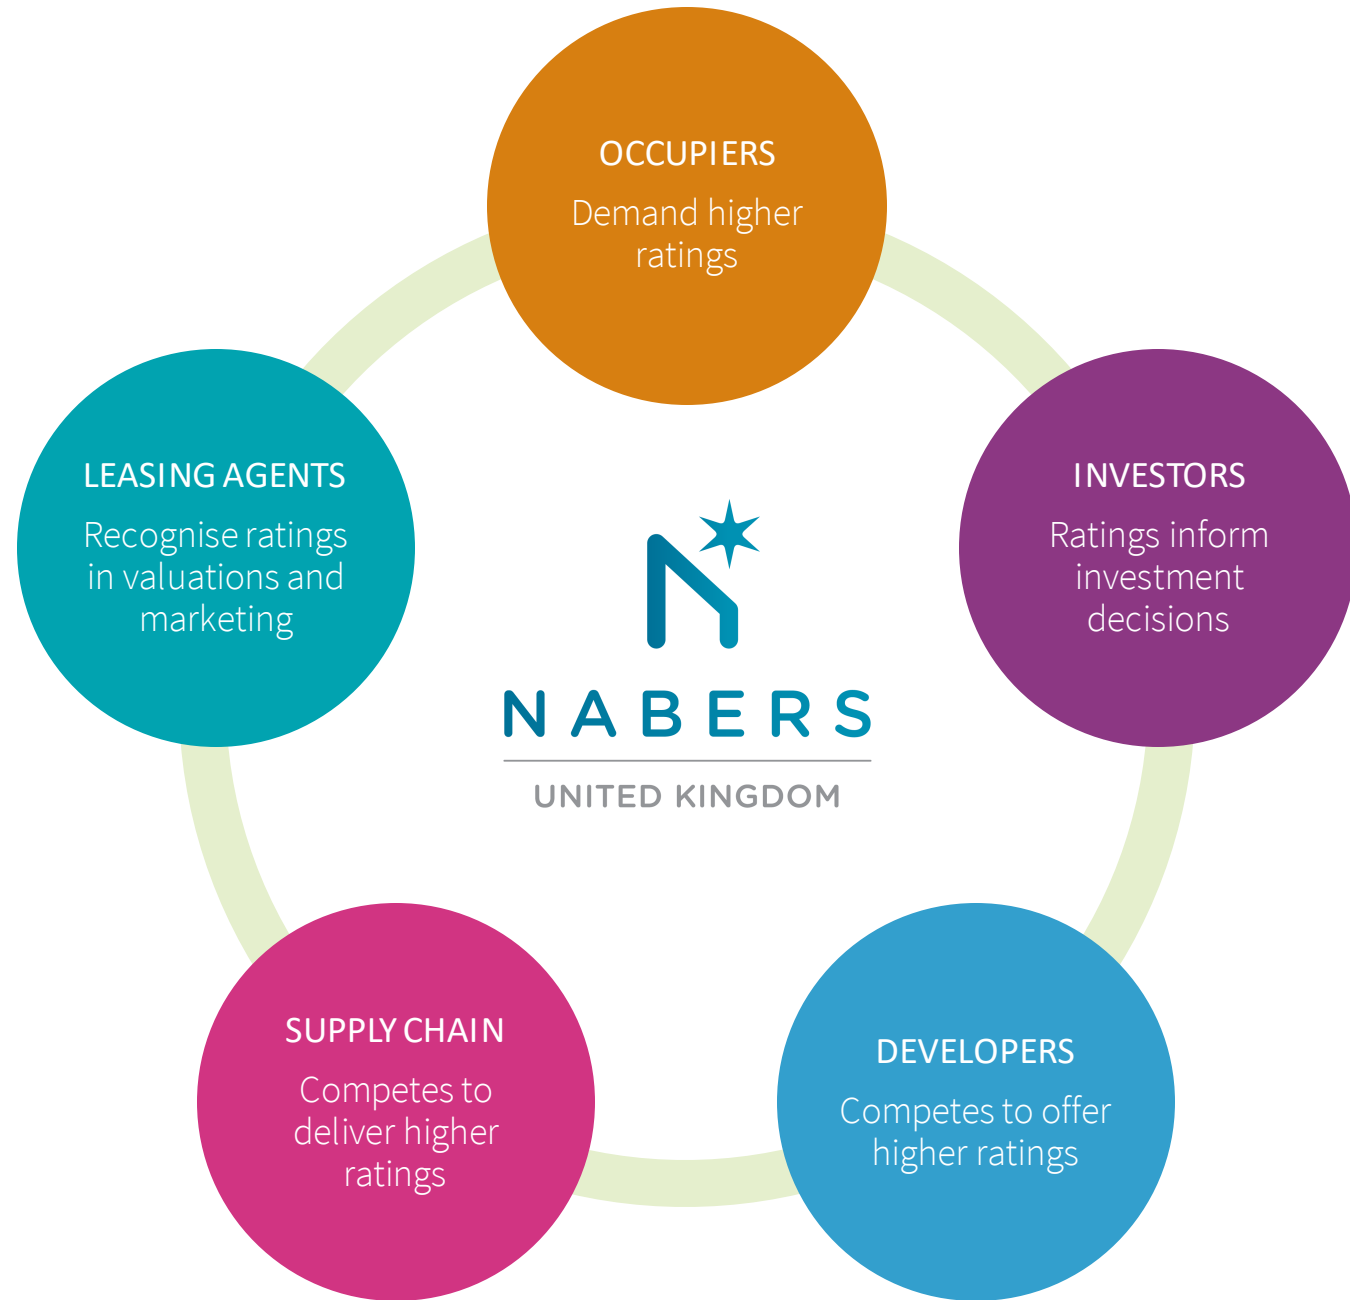 OCCUPIERS
Demand higher
ratings
INVESTORS
Ratings inform
investment
decisions
DEVELOPERS
Competes to offer
higher ratings
SUPPLY CHAIN
Competes to
deliver higher
ratings
LEASING AGENTS
Recognise ratings
in valuations and
marketing
NABERS
UNITED KINGDOM